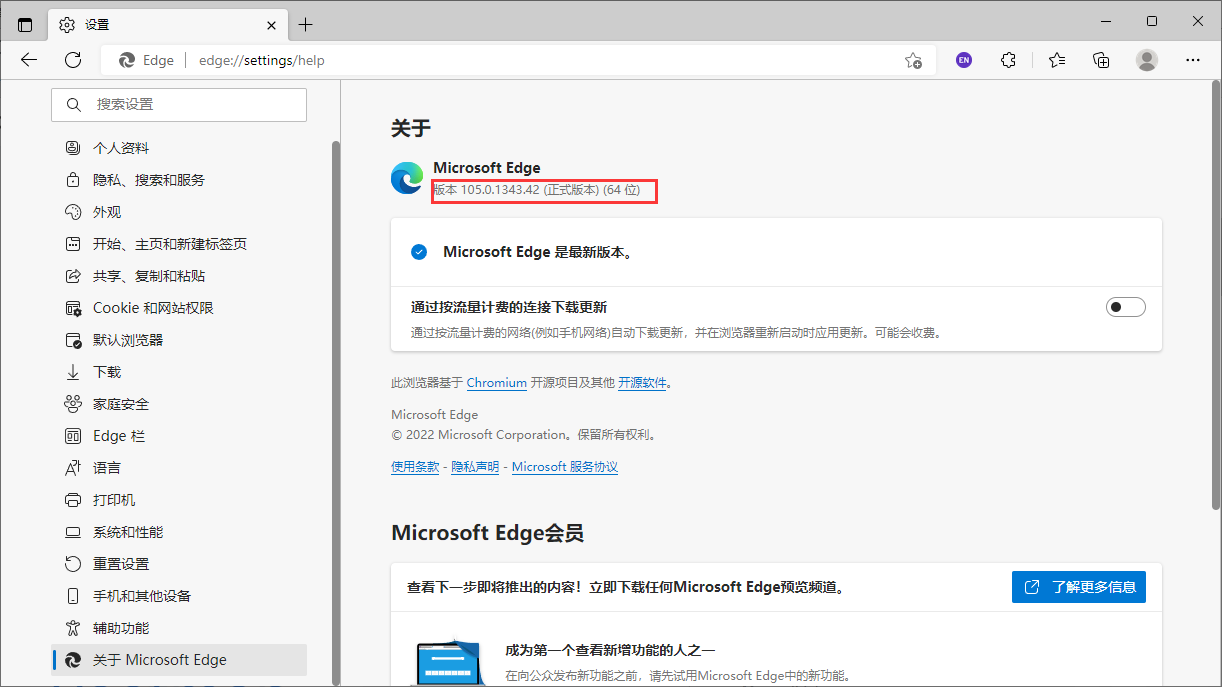 设置
Edge
edge://settings/help
EN
搜索设置
个人资料
隐私、搜索和服务
外观
开始、主页和新建标签页
共享、复制和粘贴
Cookie 和网站权限
默认浏览器
下载
家庭安全
Edge 栏
语言
打印机
系统和性能
重置设置
手机和其他设备
辅助功能
关于 Microsoft Edge
关于
Microsoft Edge
版本 105.0.1343.42 (正式版本) (64 位)
Microsoft Edge 是最新版本。
通过按流量计费的连接下载更新
通过按流量计费的网络(例如手机网络)自动下载更新，并在浏览器重新启动时应用更新。可能会收费。
此浏览器基于 Chromium 开源项目及其他 开源软件。
Microsoft Edge
© 2022 Microsoft Corporation。保留所有权利。
使用条款 - 隐私声明 - Microsoft 服务协议
Microsoft Edge会员
查看下一步即将推出的内容！立即下载任何Microsoft Edge预览频道。
了解更多信息
成为第一个查看新增功能的人之一
在向公众发布新功能之前，请先试用Microsoft Edge中的新功能。